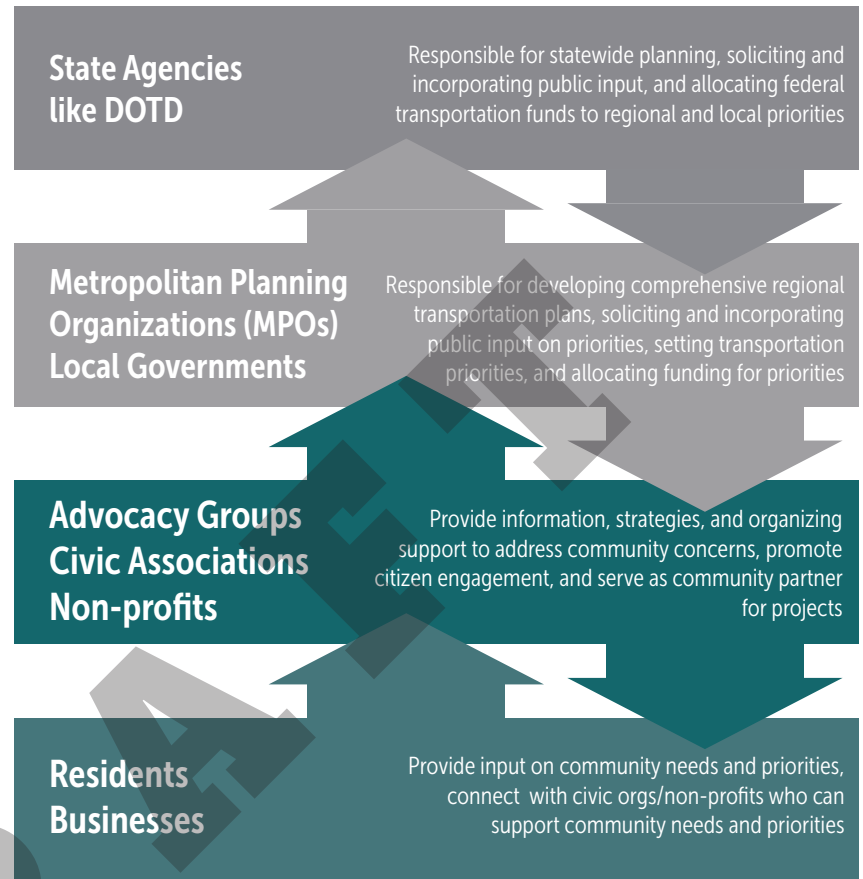 State Agencies
like DOTD
Responsible for statewide planning, soliciting and
incorporating public input, and allocating federal
transportation funds to regional and local priorities
Metropolitan Planning
Organizations (MPOs)
Local Governments
Responsible for developing comprehensive regional
transportation plans, soliciting and incorporating
public input on priorities, setting transportation
priorities, and allocating funding for priorities
Advocacy Groups
Civic Associations
Non-profits
Provide information, strategies, and organizing
support to address community concerns, promote
citizen engagement, and serve as community partner
for projects
Residents
Businesses
Provide input on community needs and priorities,
connect with civic orgs/non-profits who can
support community needs and priorities
DRAFT